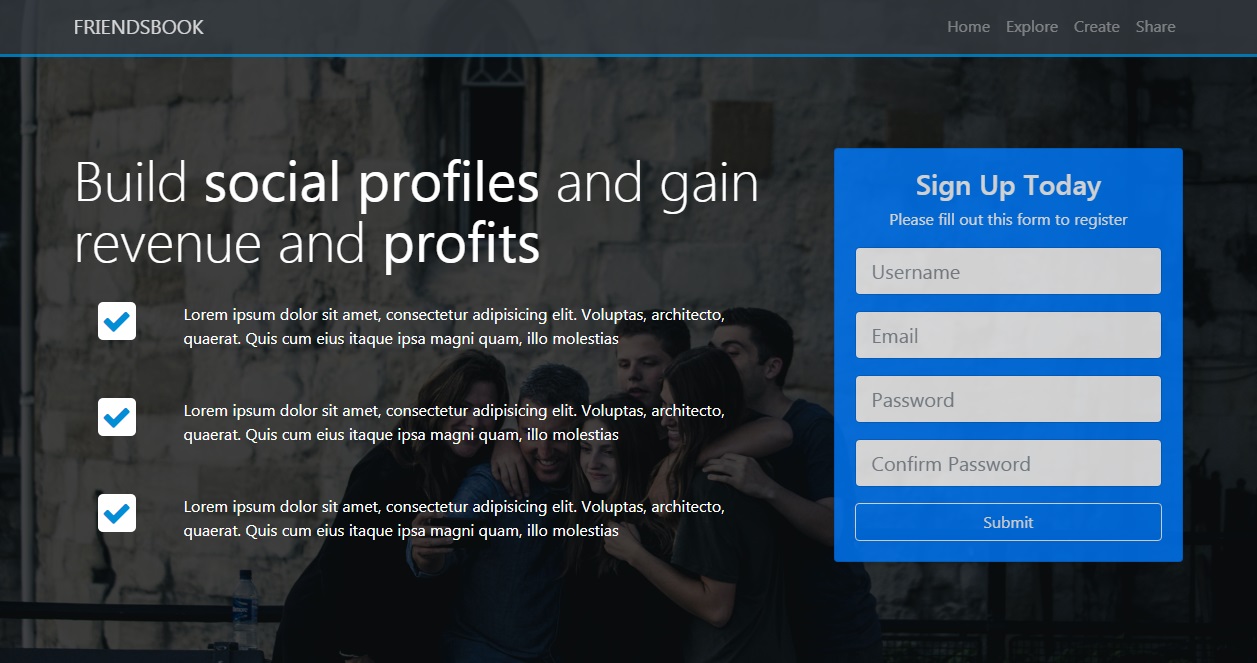 FRIENDSBOOK
Home Explore Create Share
Build social profiles and gain
revenue and profits
Lorem ipsum dolor sit amet, consectetur adipisicing elit. Voluptas, architecto,
quaerat. Quis cum eius itaque ipsa magni quam, illo molestias
Lorem ipsum dolor sit amet, consectetur adipisicing elit. Voluptas, architecto,
quaerat. Quis cum eius itaque ipsa magni quam, illo molestias
Lorem ipsum dolor sit amet, consectetur adipisicing elit. Voluptas, architecto,
quaerat. Quis cum eius itaque ipsa magni quam, illo molestias
Sign Up Today
Please fill out this form to register
Username
Email
Password
Confirm Password
Submit